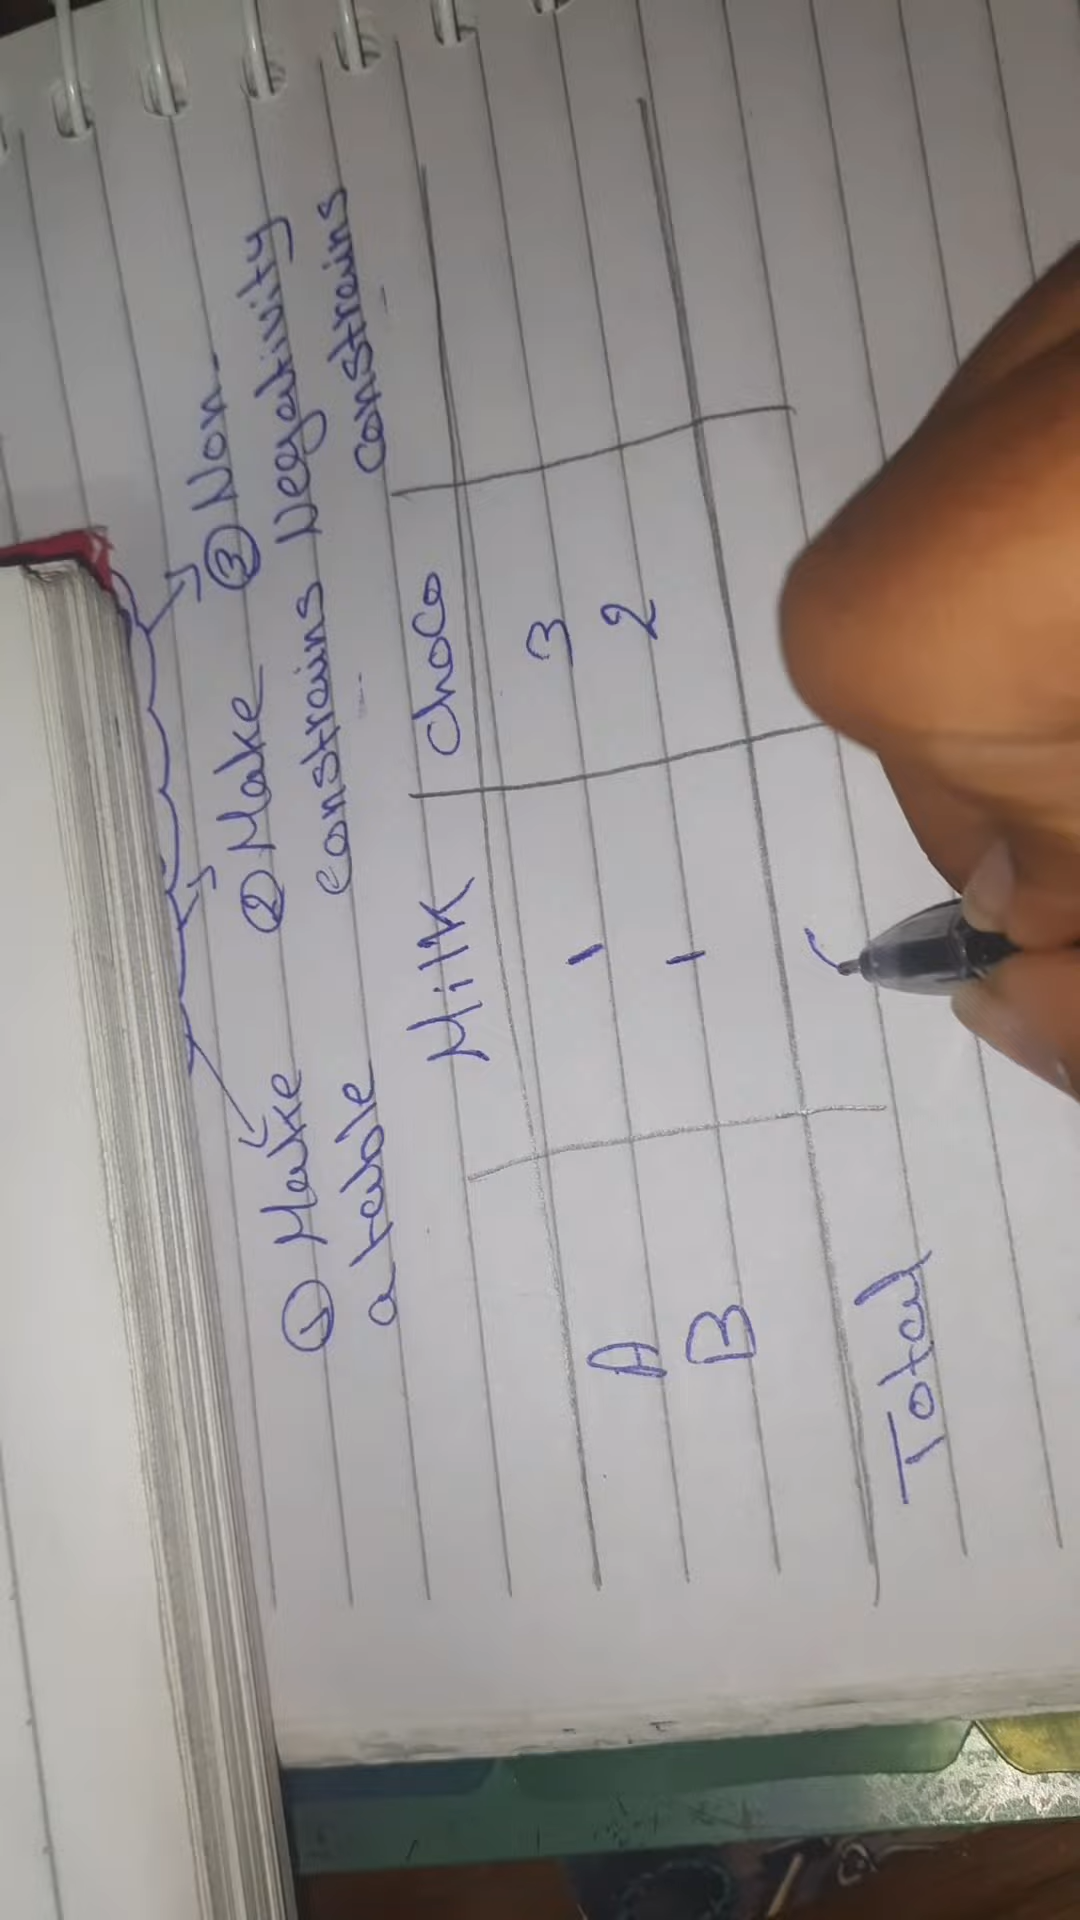 ① Make ② Make ③ Non-
a table constrains Negativity
constrains
Milk Choco
A 1 3
B 1 2
Total